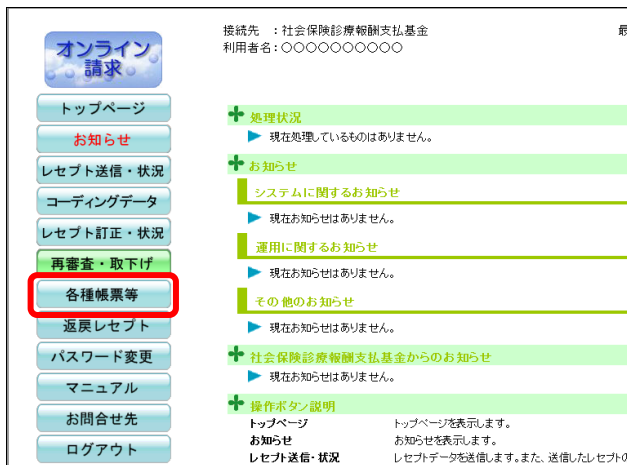 接続先　：社会保険診療報酬支払基金
最
利用者名：○○○○○○○○○○
オンライン
請求
トップページ
お知らせ
レセプト送信・状況
コーディングデータ
レセプト訂正・状況
再審査・取下げ
各種帳票等
返戻レセプト
パスワード変更
マニュアル
お問合せ先
ログアウト
処理状況
現在処理しているものはありません。
お知らせ
システムに関するお知らせ
現在お知らせはありません。
運用に関するお知らせ
現在お知らせはありません。
その他のお知らせ
現在お知らせはありません。
社会保険診療報酬支払基金からのお知らせ
現在お知らせはありません。
操作ボタン説明
トップページ　トップページを表示します。
お知らせ　お知らせを表示します。
レセプト送信・状況　レセプトデータを送信します。また、送信したレセプトの